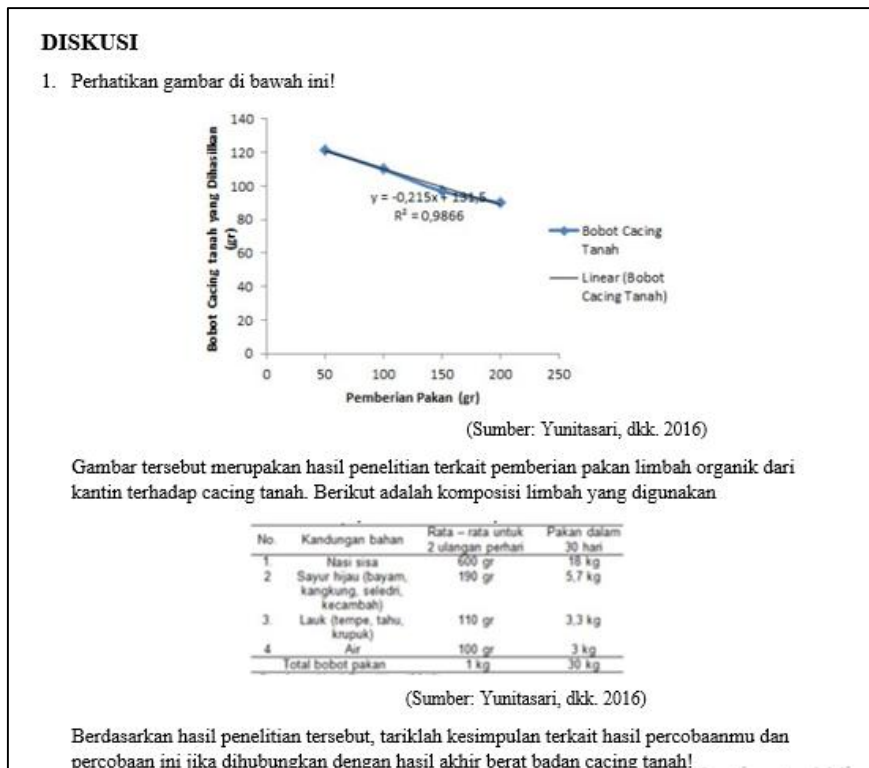 DISKUSI
1. Perhatikan gambar di bawah ini!
140
120
100
80
60
40
20
0
Bobot Cacing tanah yang Dihasilkan
(gr)
y = -0,215x + 131,5
R² = 0,9866
Bobot Cacing
Tanah
Linear (Bobot
Cacing Tanah)
0 50 100 150 200 250
Pemberian Pakan (gr)
(Sumber: Yunitasari, dkk. 2016)
Gambar tersebut merupakan hasil penelitian terkait pemberian pakan limbah organik dari
kantin terhadap cacing tanah. Berikut adalah komposisi limbah yang digunakan
No. Kandungan bahan Rata – rata untuk Pakan dalam
2 ulangan perhari 30 hari
1. Nasi sisa 600 gr 18 kg
2 Sayur hijau (bayam, 190 gr 5,7 kg
kangkung, seledri,
kecambah)
3. Lauk (tempe, tahu, 110 gr 3,3 kg
krupuk)
4 Air 100 gr 3 kg
Total bobot pakan 1 kg 30 kg
(Sumber: Yunitasari, dkk. 2016)
Berdasarkan hasil penelitian tersebut, tariklah kesimpulan terkait hasil percobaanmu dan
percobaan ini jika dihubungkan dengan hasil akhir berat badan cacing tanah!